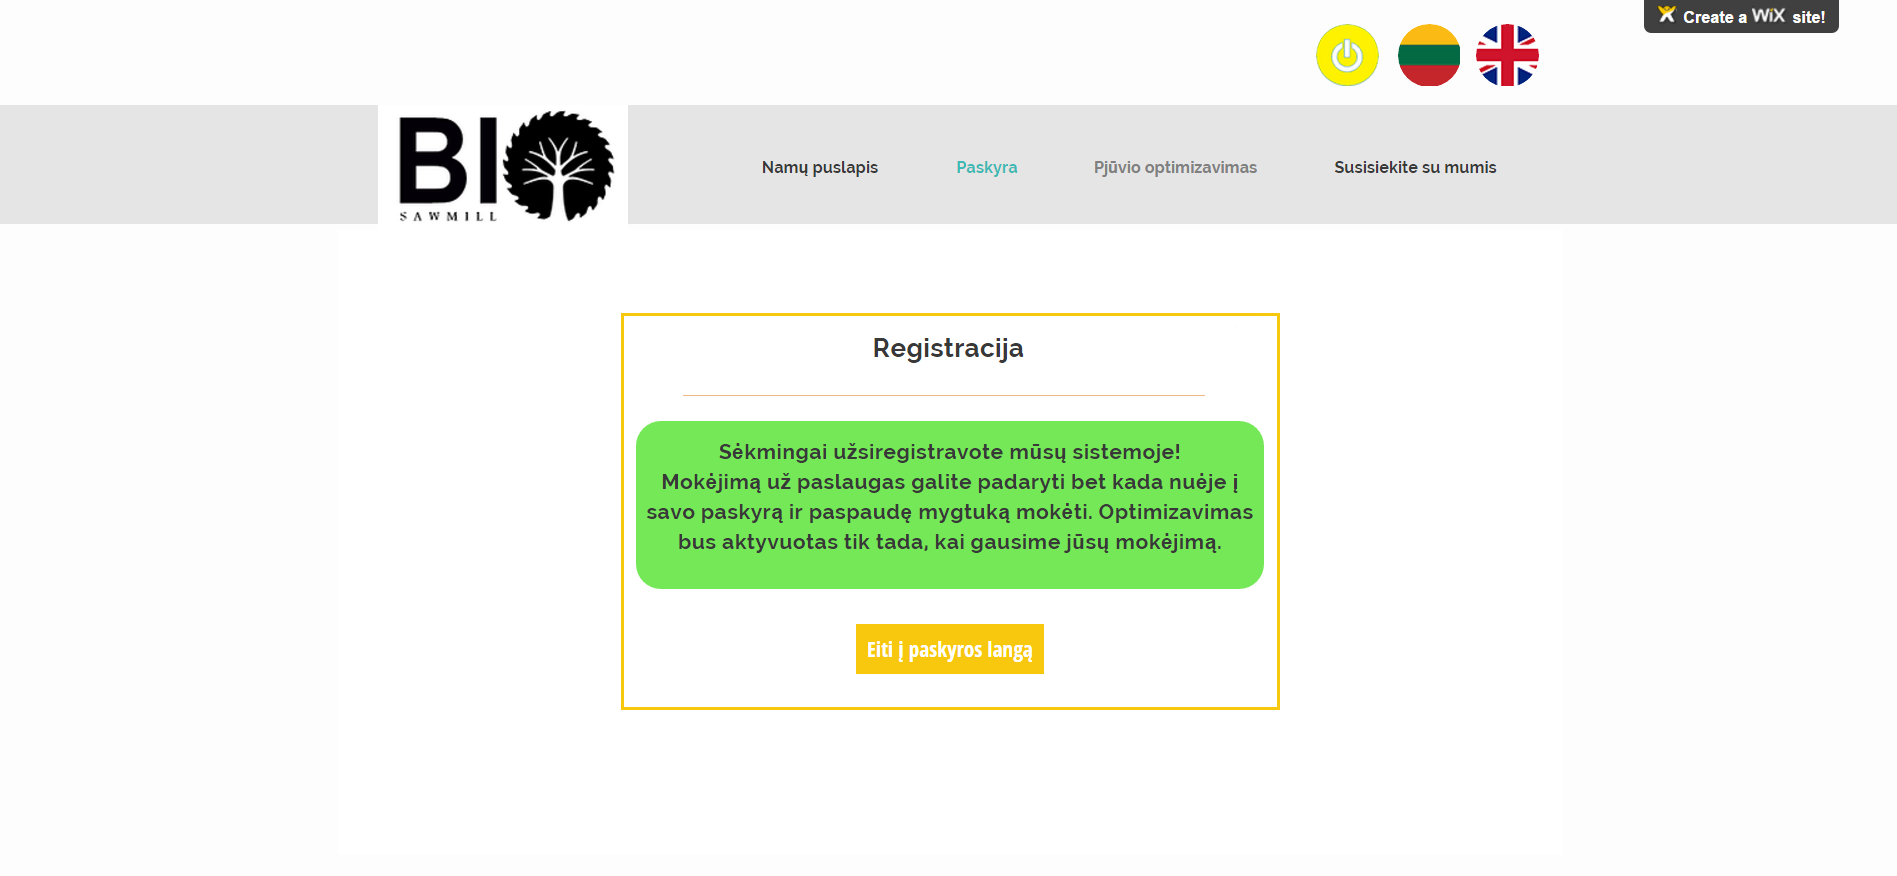 Create a WiX site!
BIO
SAWMILL
Namų puslapis
Paskyra
Pjūvio optimizavimas
Susisiekite su mumis
Registracija
Sėkmingai užsiregistravote mūsų sistemoje!
Mokėjimą už paslaugas galite padaryti bet kada nuėje į
savo paskyrą ir paspaudę mygtuką mokėti. Optimizavimas
bus aktyvuotas tik tada, kai gausime jūsų mokėjimą.
Eiti į paskyros langą